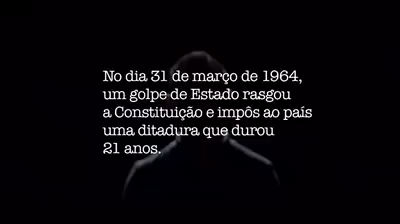 No dia 31 de março de 1964,
um golpe de Estado rasgou
a Constituição e impôs ao país
uma ditadura que durou
21 anos.